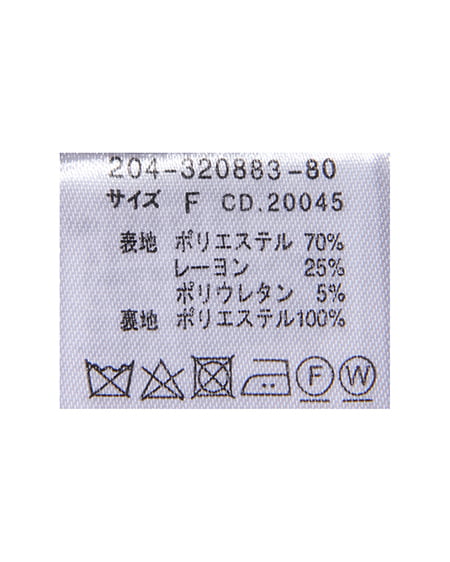 204-320883-80
サイズ F CD.20045
表地 ポリエステル 70%
レーヨン 25%
ポリウレタン 5%
裏地 ポリエステル100%
F W